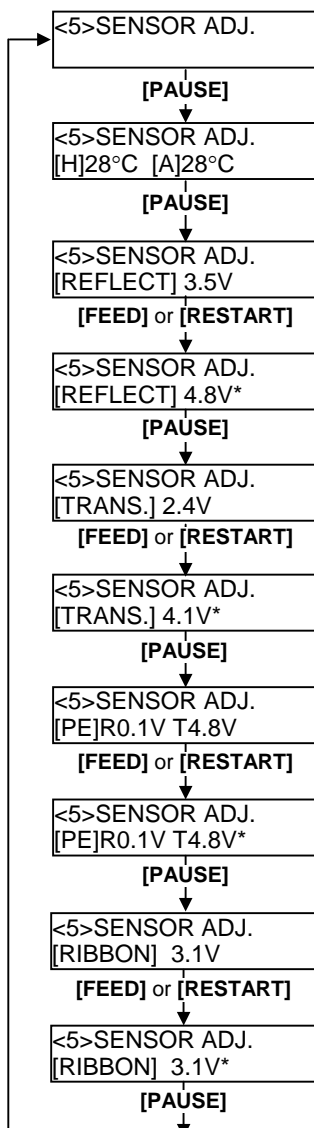 <5>SENSOR ADJ.
[PAUSE]
<5>SENSOR ADJ.
[H]28°C [A]28°C
[PAUSE]
<5>SENSOR ADJ.
[REFLECT] 3.5V
[FEED] or [RESTART]
<5>SENSOR ADJ.
[REFLECT] 4.8V*
[PAUSE]
<5>SENSOR ADJ.
[TRANS.] 2.4V
[FEED] or [RESTART]
<5>SENSOR ADJ.
[TRANS.] 4.1V*
[PAUSE]
<5>SENSOR ADJ.
[PE]R0.1V T4.8V
[FEED] or [RESTART]
<5>SENSOR ADJ.
[PE]R0.1V T4.8V*
[PAUSE]
<5>SENSOR ADJ.
[RIBBON] 3.1V
[FEED] or [RESTART]
<5>SENSOR ADJ.
[RIBBON] 3.1V*
[PAUSE]